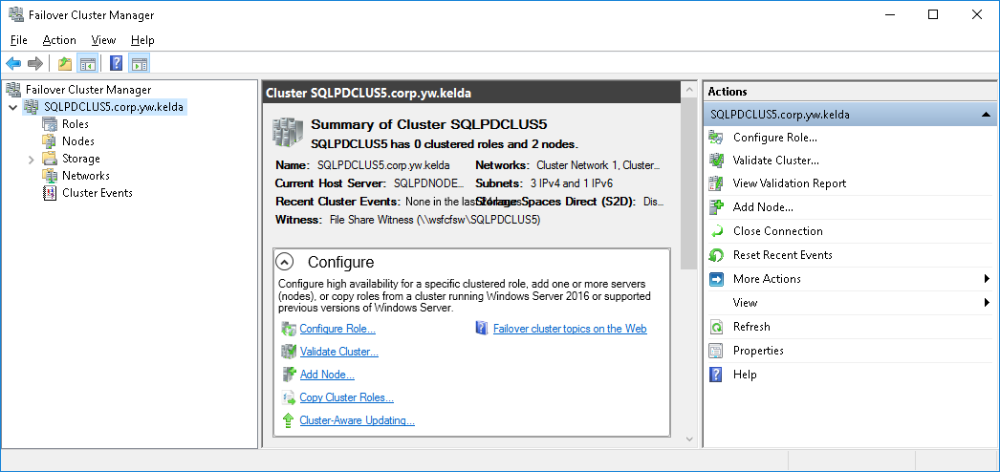 Failover Cluster Manager
File Action View Help
Failover Cluster Manager
SQLPDCLUS5.corp.yw.kelda
Roles
Nodes
Storage
Networks
Cluster Events
Cluster SQLPDCLUS5.corp.yw.kelda
Summary of Cluster SQLPDCLUS5
SQLPDCLUS5 has 0 clustered roles and 2 nodes.
Name: SQLPDCLUS5.corp.yw.kelda Networks: Cluster Network 1, Cluster...
Current Host Server: SQLPDNODE... Subnets: 3 IPv4 and 1 IPv6
Recent Cluster Events: None in the last Storage Spaces Direct (S2D): Dis...
Witness: File Share Witness (\\wsfcfsw\SQLPDCLUS5)
Configure
Configure high availability for a specific clustered role, add one or more servers
(nodes), or copy roles from a cluster running Windows Server 2016 or supported
previous versions of Windows Server.
Configure Role... Failover cluster topics on the Web
Validate Cluster...
Add Node...
Copy Cluster Roles...
Cluster-Aware Updating...
Actions
SQLPDCLUS5.corp.yw.kelda
Configure Role...
Validate Cluster...
View Validation Report
Add Node...
Close Connection
Reset Recent Events
More Actions
View
Refresh
Properties
Help